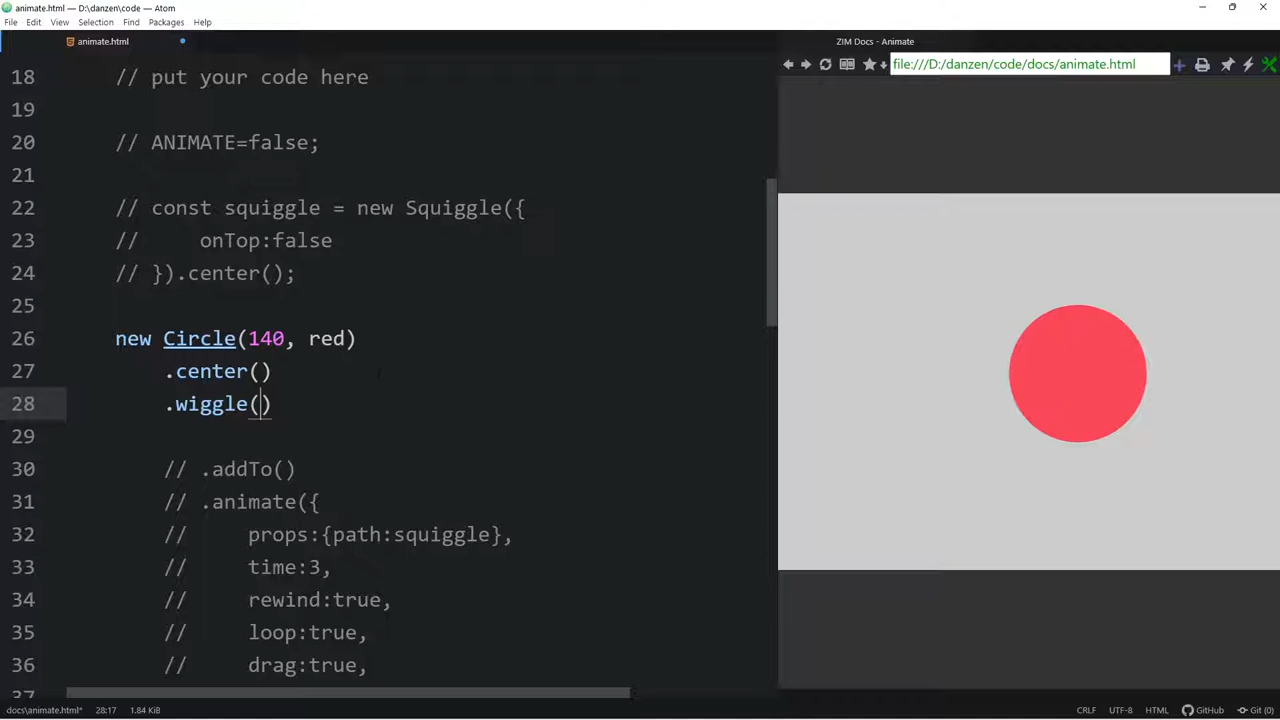 animate.html — D:\danzen\code — Atom
File Edit View Selection Find Packages Help
animate.html
ZIM Docs - Animate
file:///D:/danzen/code/docs/animate.html
18 // put your code here
19
20 // ANIMATE=false;
21
22 // const squiggle = new Squiggle({
23 //     onTop:false
24 // }).center();
25
26 new Circle(140, red)
27     .center()
28     .wiggle()
29
30     // .addTo()
31     // .animate({
32     //     props:{path:squiggle},
33     //     time:3,
34     //     rewind:true,
35     //     loop:true,
36     //     drag:true,
37
docs\animate.html* 28:17 1.84 KiB CRLF UTF-8 HTML GitHub Git (0)